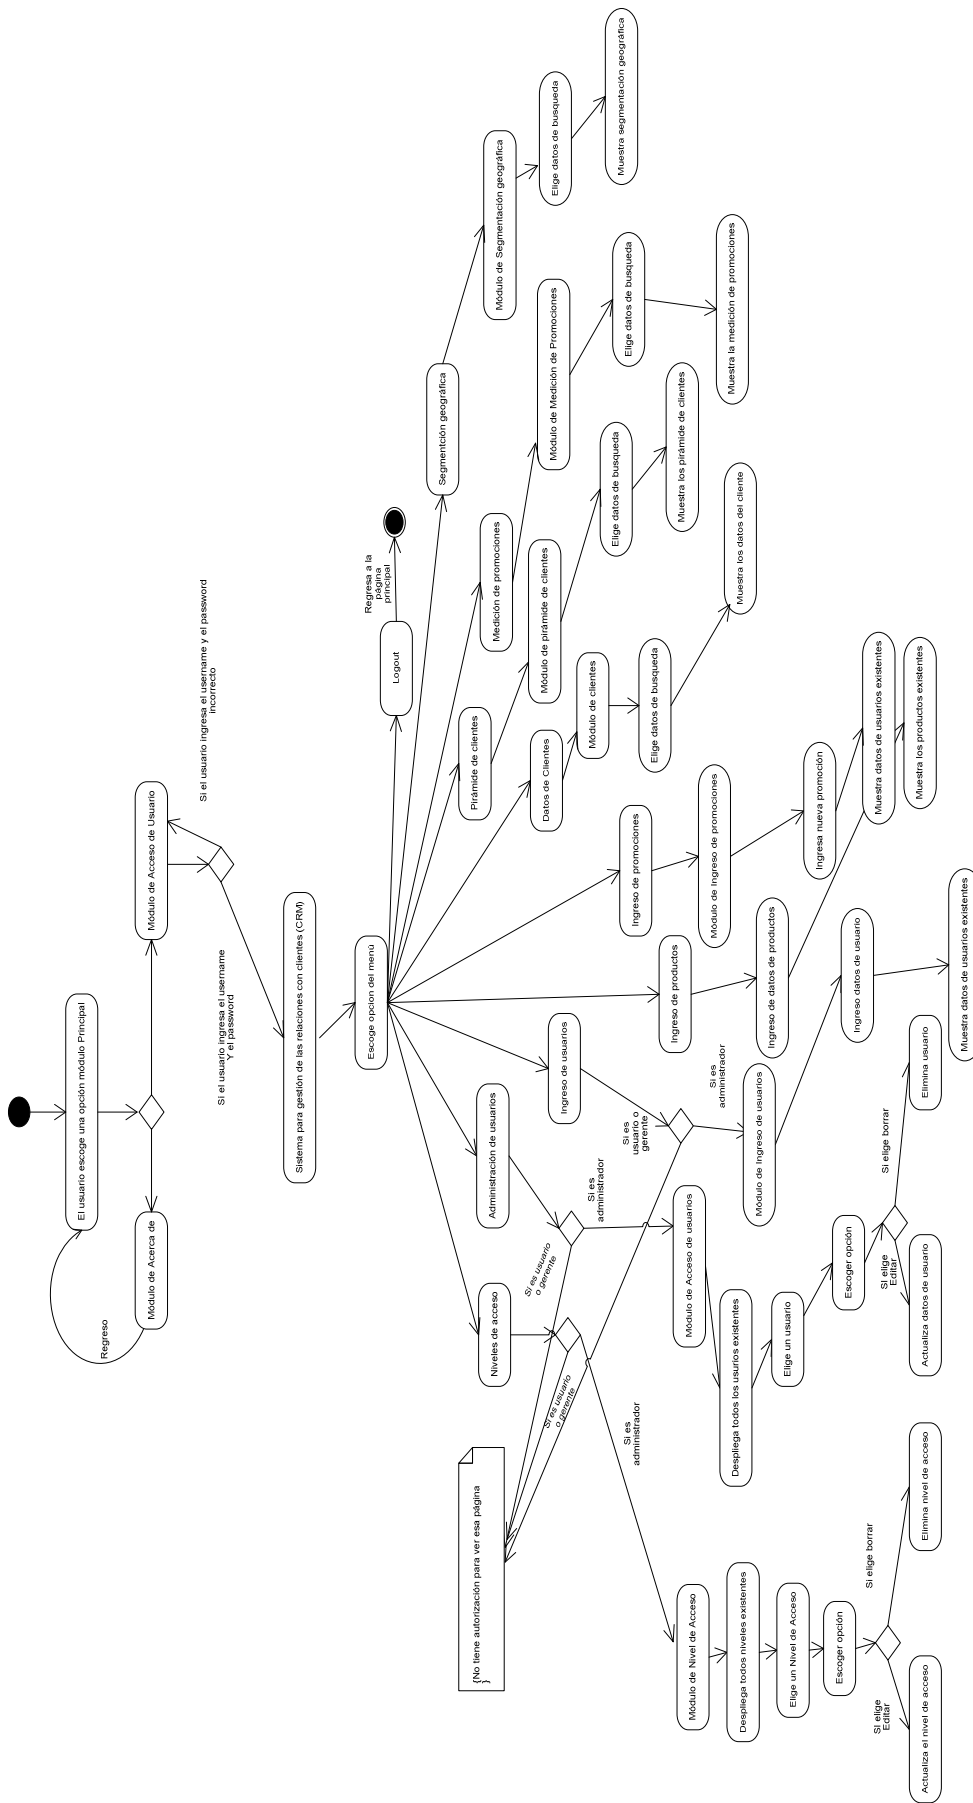 El usuario escoge una opción módulo Principal
Regreso
Módulo de Acerca de
Módulo de Acceso de Usuario
Si el usuario ingresa el username y el password
incorrecto
Si el usuario ingresa el username
Y el password
Sistema para gestión de las relaciones con clientes (CRM)
Escoge opcion del menú
Logout
Regresa a la
página
principal
Segmentción geográfica
Módulo de Segmentación geográfica
Elige datos de busqueda
Muestra segmentación geográfica
Medición de promociones
Módulo de Medición de Promociones
Elige datos de busqueda
Muestra la medición de promociones
Pirámide de clientes
Módulo de pirámide de clientes
Elige datos de busqueda
Muestra los pirámide de clientes
Datos de Clientes
Módulo de clientes
Elige datos de busqueda
Muestra los datos del cliente
Ingreso de promociones
Módulo de Ingreso de promociones
Ingresa nueva promoción
Muestra datos de usuarios existentes
Muestra los productos existentes
Ingreso de productos
Ingreso de datos de productos
Ingreso de usuarios
Si es
usuario o
gerente
Si es
administrador
Módulo de Ingreso de usuarios
Ingreso datos de usuario
Muestra datos de usuarios existentes
Administración de usuarios
Si es usuario
o gerente
Si es
administrador
Módulo de Acceso de usuarios
Despliega todos los usurios existentes
Elige un usuario
Escoger opción
Si elige borrar
Elimina usuario
SI elige
Editar
Actualiza datos de usuario
Niveles de acceso
Si es usuario
o gerente
Si es
administrador
{No tiene autorización para ver esa página
}
Módulo de Nivel de Acceso
Despliega todos niveles existentes
Elige un Nivel de Acceso
Escoger opción
Si elige borrar
Elimina nivel de acceso
SI elige
Editar
Actualiza el nivel de acceso